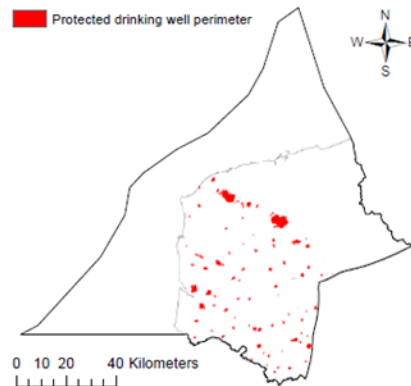 Protected drinking well perimeter
N
W E
S
0 10 20 40 Kilometers